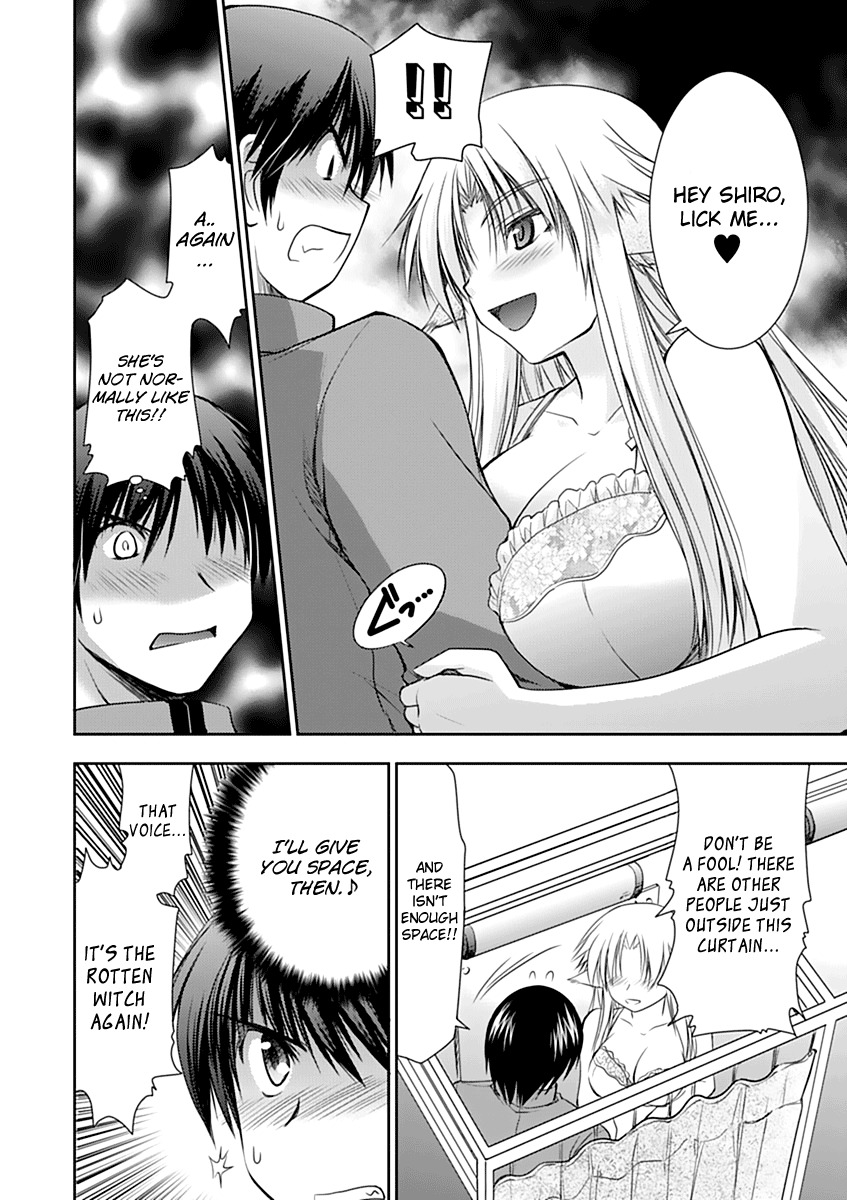 HEY SHIRO,
LICK ME...
♥
!!
ぐっ...
A..
AGAIN
...
SHE'S
NOT NOR-
MALLY LIKE
THIS!!
DON'T BE
A FOOL! THERE
ARE OTHER
PEOPLE JUST
OUTSIDE THIS
CURTAIN...
AND
THERE
ISN'T
ENOUGH
SPACE!!
I'LL GIVE
YOU SPACE,
THEN.♪
THAT
VOICE...
IT'S THE
ROTTEN
WITCH
AGAIN!